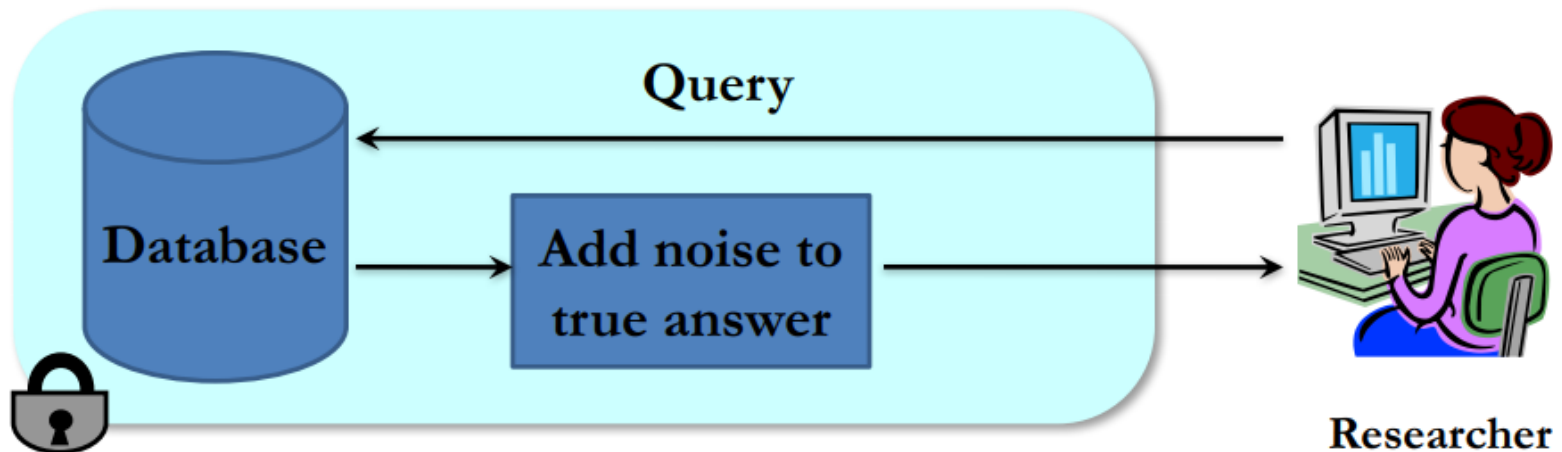 Query
Database
Add noise to
true answer
Researcher